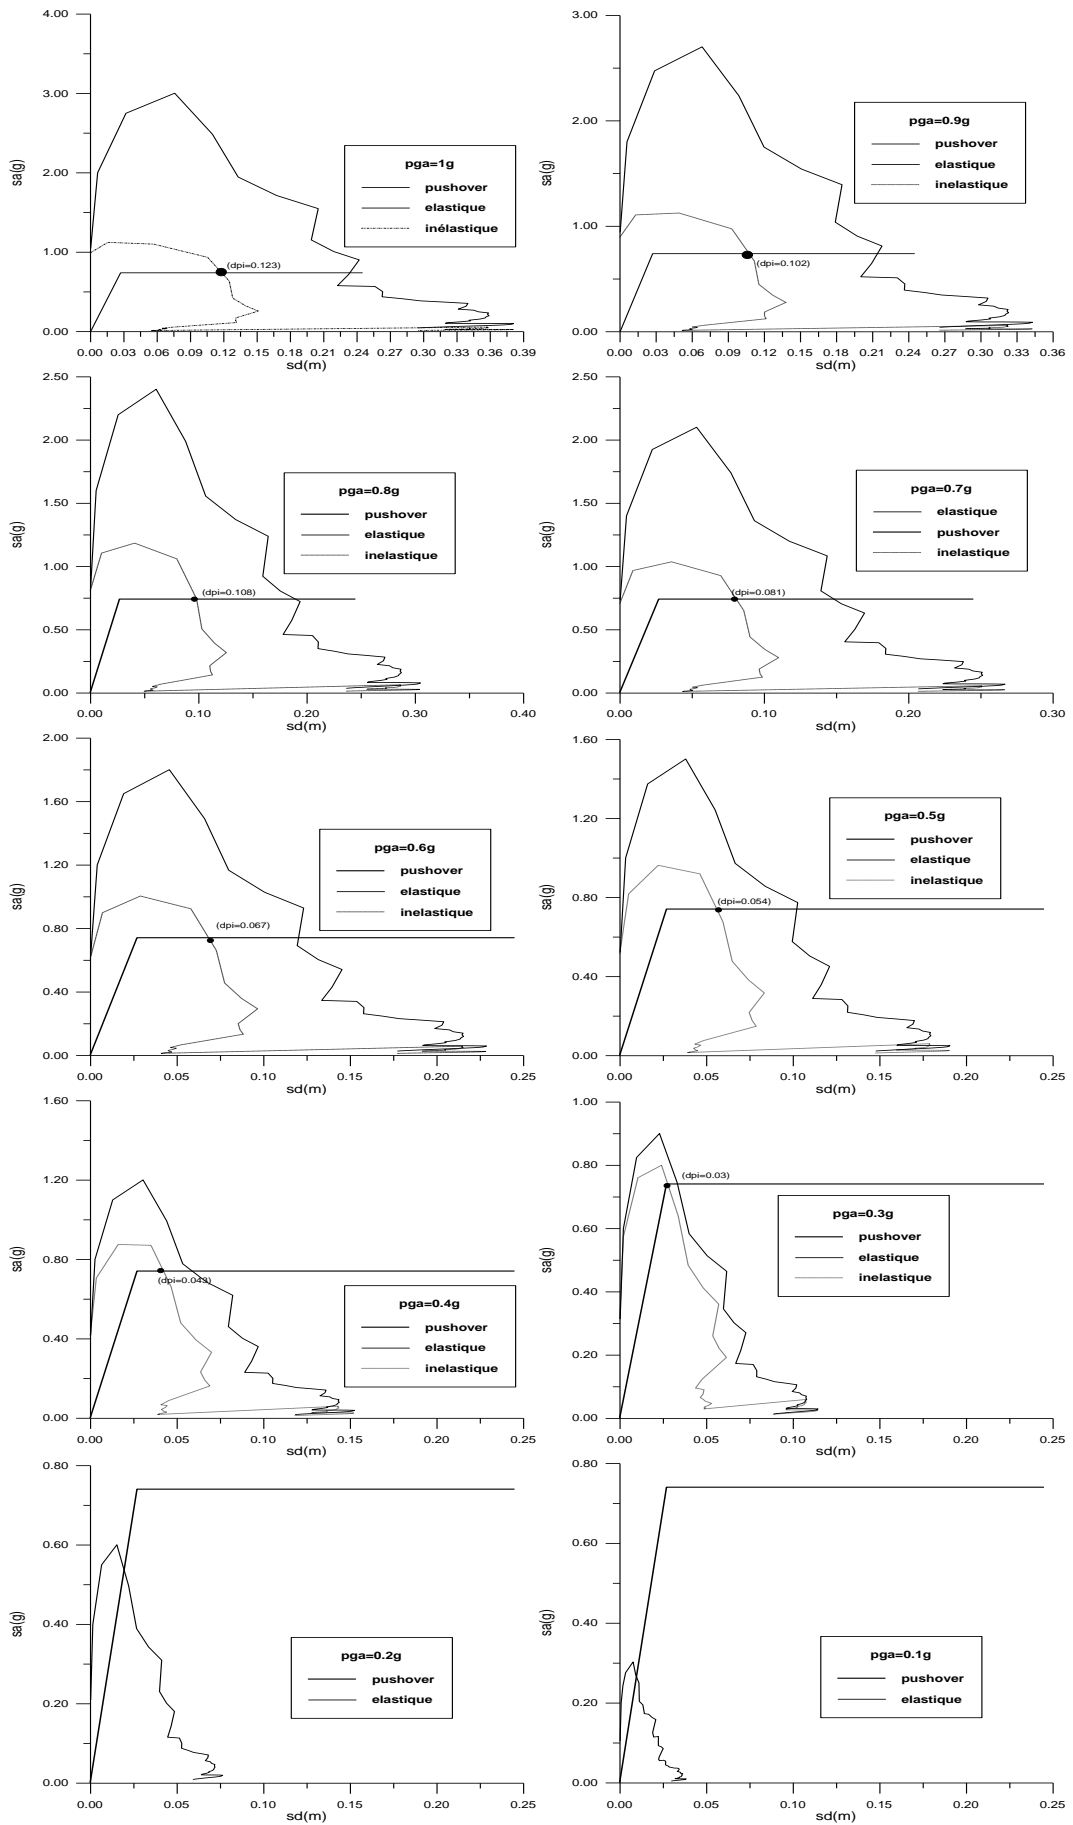 4.00
3.00
2.00
1.00
0.00
sa(g)
pga=1g
pushover
elastique
inélastique
(dpi=0.123)
0.00 0.03 0.06 0.09 0.12 0.15 0.18 0.21 0.24 0.27 0.30 0.33 0.36 0.39
sd(m)
3.00
2.00
1.00
0.00
sa(g)
pga=0.9g
pushover
elastique
inelastique
(dpi=0.102)
0.00 0.03 0.06 0.09 0.12 0.15 0.18 0.21 0.24 0.27 0.30 0.33 0.36
sd(m)
2.50
2.00
1.50
1.00
0.50
0.00
sa(g)
pga=0.8g
pushover
elastique
inelastique
(dpi=0.108)
0.00 0.10 0.20 0.30 0.40
sd(m)
2.50
2.00
1.50
1.00
0.50
0.00
sa(g)
pga=0.7g
elastique
pushover
inelastique
(dpi=0.081)
0.00 0.10 0.20 0.30
sd(m)
2.00
1.60
1.20
0.80
0.40
0.00
sa(g)
pga=0.6g
pushover
elastique
inelastique
(dpi=0.067)
0.00 0.05 0.10 0.15 0.20 0.25
sd(m)
1.60
1.20
0.80
0.40
0.00
sa(g)
pga=0.5g
pushover
elastique
inelastique
(dpi=0.054)
0.00 0.05 0.10 0.15 0.20 0.25
sd(m)
1.60
1.20
0.80
0.40
0.00
sa(g)
pga=0.4g
pushover
elastique
inelastique
(dpi=0.043)
0.00 0.05 0.10 0.15 0.20 0.25
sd(m)
1.00
0.80
0.60
0.40
0.20
0.00
sa(g)
(dpi=0.03)
pga=0.3g
pushover
elastique
inelastique
0.00 0.05 0.10 0.15 0.20 0.25
sd(m)
0.80
0.60
0.40
0.20
0.00
sa(g)
pga=0.2g
pushover
elastique
0.00 0.05 0.10 0.15 0.20 0.25
sd(m)
0.80
0.60
0.40
0.20
0.00
sa(g)
pga=0.1g
pushover
elastique
0.00 0.05 0.10 0.15 0.20 0.25
sd(m)